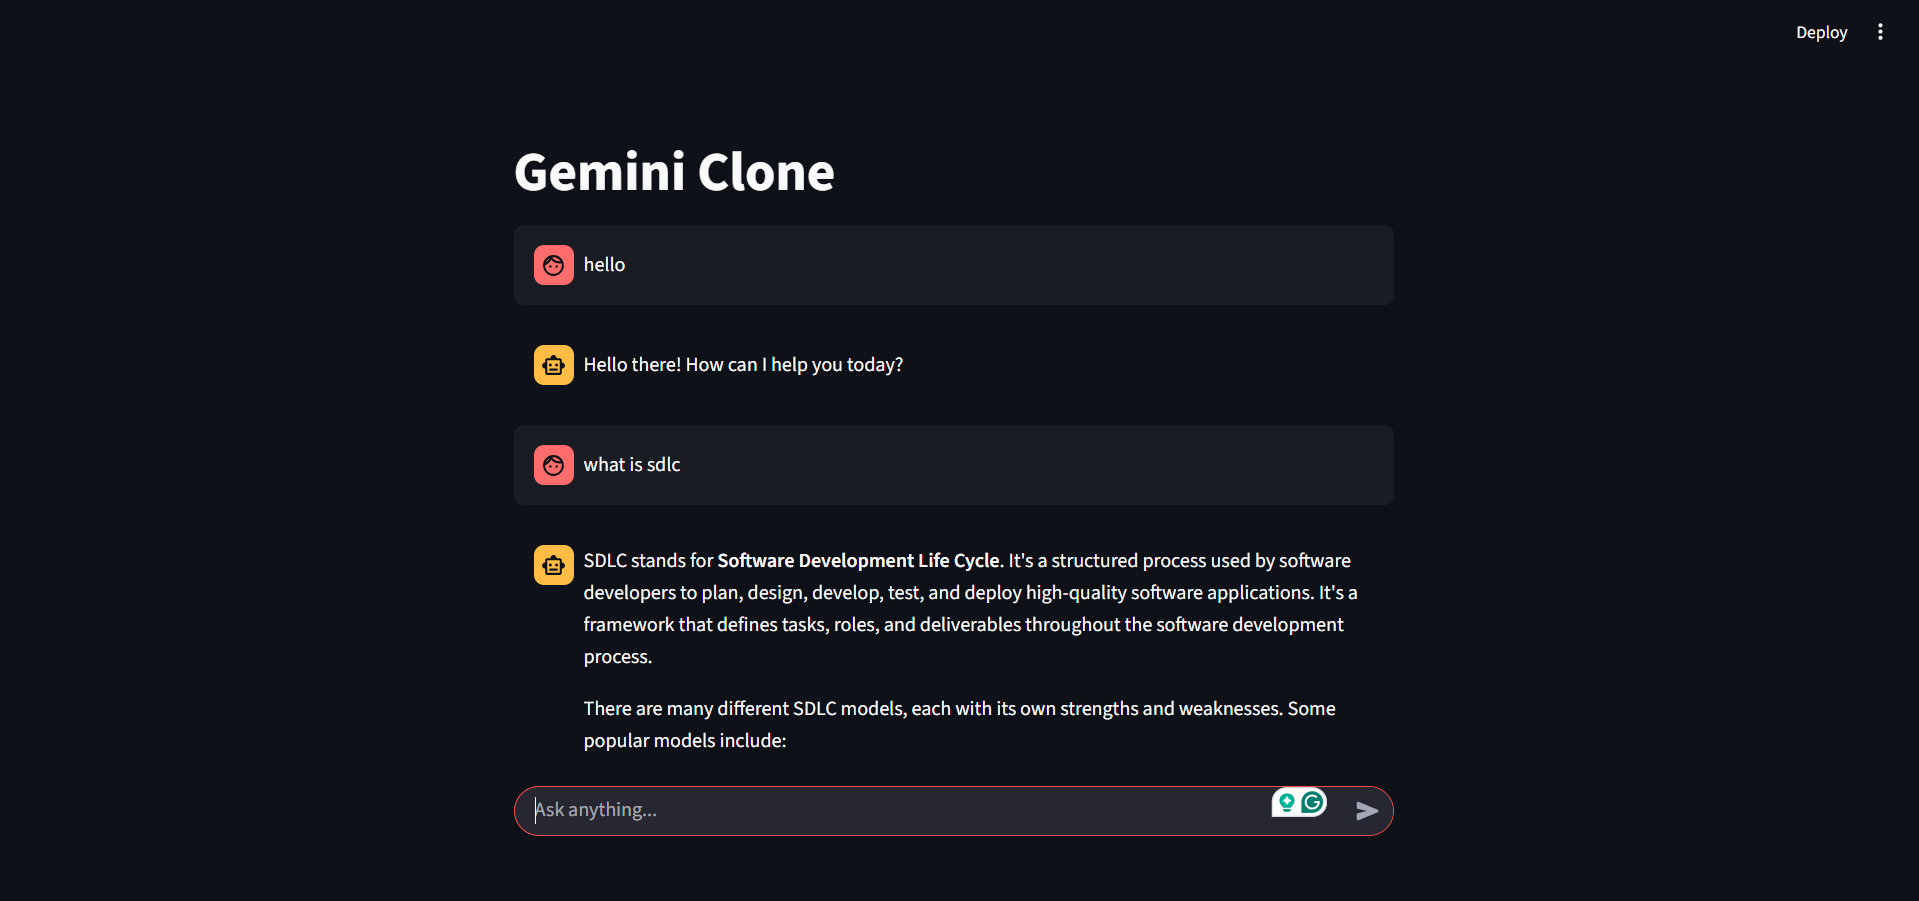 Deploy
Gemini Clone
hello
Hello there! How can I help you today?
what is sdlc
SDLC stands for Software Development Life Cycle. It's a structured process used by software
developers to plan, design, develop, test, and deploy high-quality software applications. It's a
framework that defines tasks, roles, and deliverables throughout the software development
process.
There are many different SDLC models, each with its own strengths and weaknesses. Some
popular models include:
Ask anything...